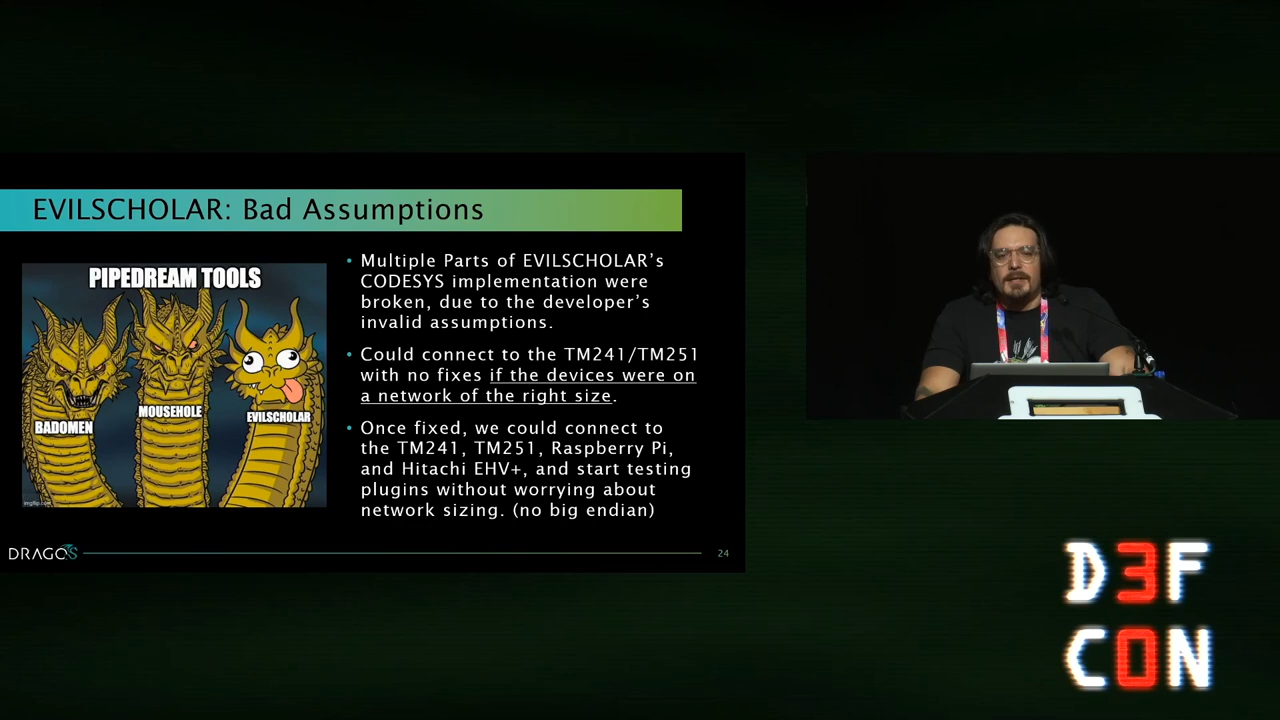 EVILSCHOLAR: Bad Assumptions
PIPEDREAM TOOLS
BADOMEN
MOUSEHOLE
EVILSCHOLAR
imgflip.com
• Multiple Parts of EVILSCHOLAR's
CODESYS implementation were
broken, due to the developer's
invalid assumptions.
• Could connect to the TM241/TM251
with no fixes if the devices were on
a network of the right size.
• Once fixed, we could connect to
the TM241, TM251, Raspberry Pi,
and Hitachi EHV+, and start testing
plugins without worrying about
network sizing. (no big endian)
DRAGOS
24
D3F
C0N